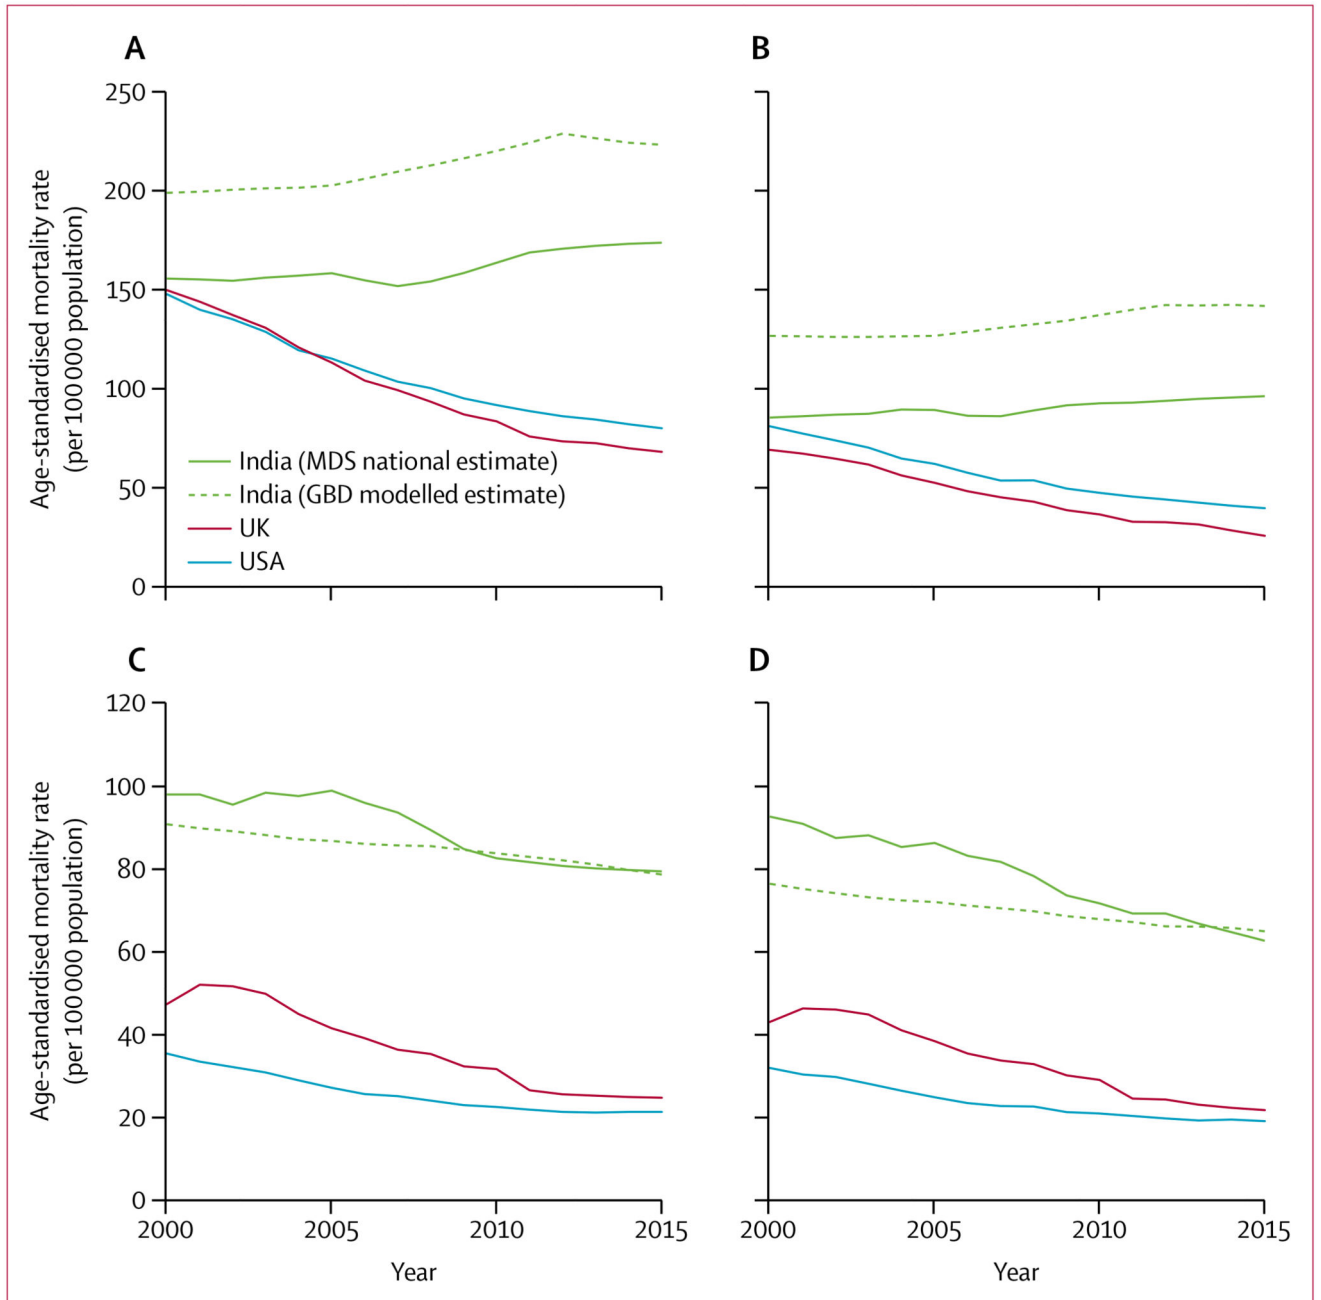 A
B
250
200
150
100
50
0
Age-standardised mortality rate
(per 100 000 population)
India (MDS national estimate)
India (GBD modelled estimate)
UK
USA
C
D
120
100
80
60
40
20
0
Age-standardised mortality rate
(per 100 000 population)
2000 2005 2010 2015
2000 2005 2010 2015
Year
Year